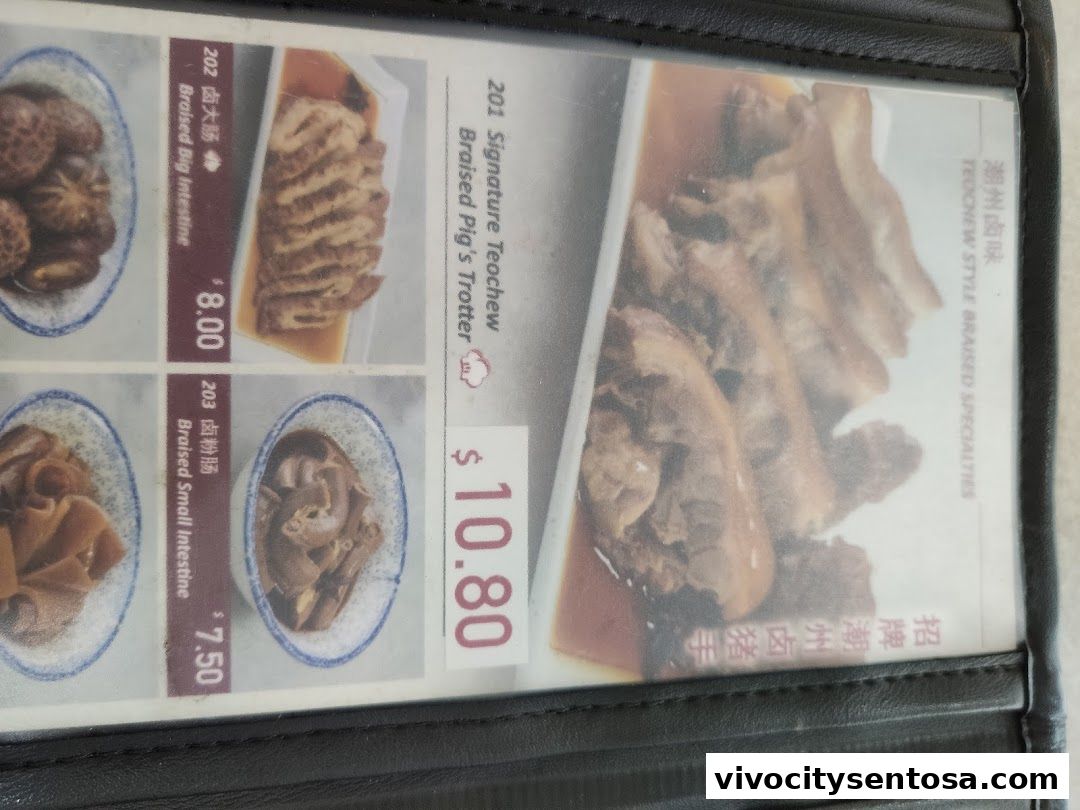 潮州卤味
TEOCHEW STYLE BRAISED SPECIALTIES
招
牌
潮
州
卤
猪
手
201 Signature Teochew
Braised Pig's Trotter
$ 10.80
202 卤大肠
Braised Big Intestine
$ 8.00
203 卤粉肠
Braised Small Intestine
$ 7.50
vivocitysentosa.com